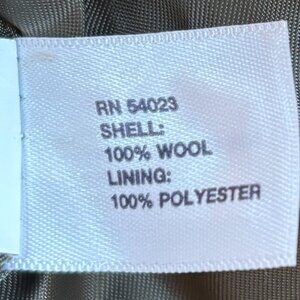 RN 54023
SHELL:
100% WOOL
LINING:
100% POLYESTER